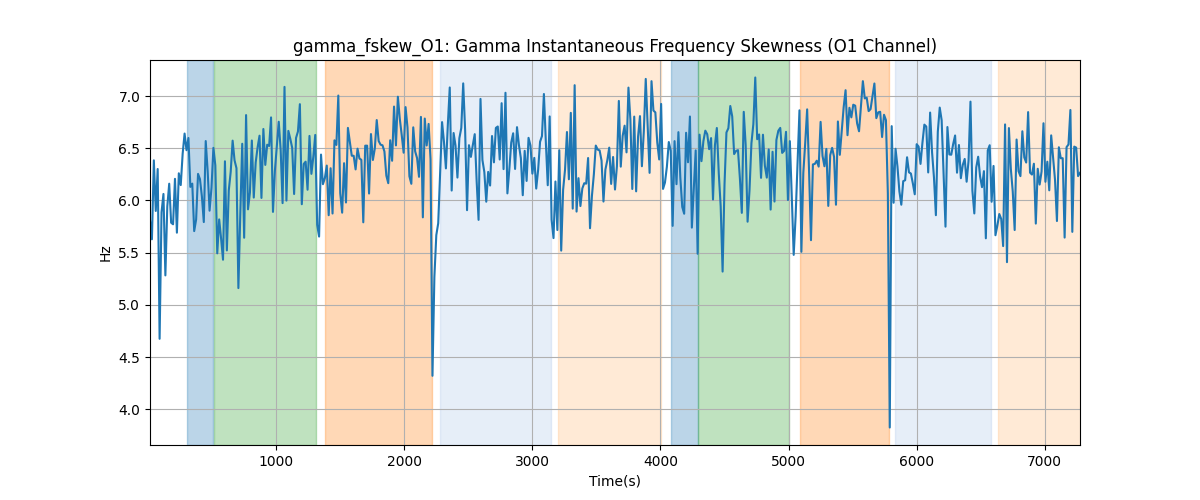 gamma_fskew_O1: Gamma Instantaneous Frequency Skewness (O1 Channel)
7.0
6.5
6.0
5.5
5.0
4.5
4.0
Hz
1000 2000 3000 4000 5000 6000 7000
Time(s)